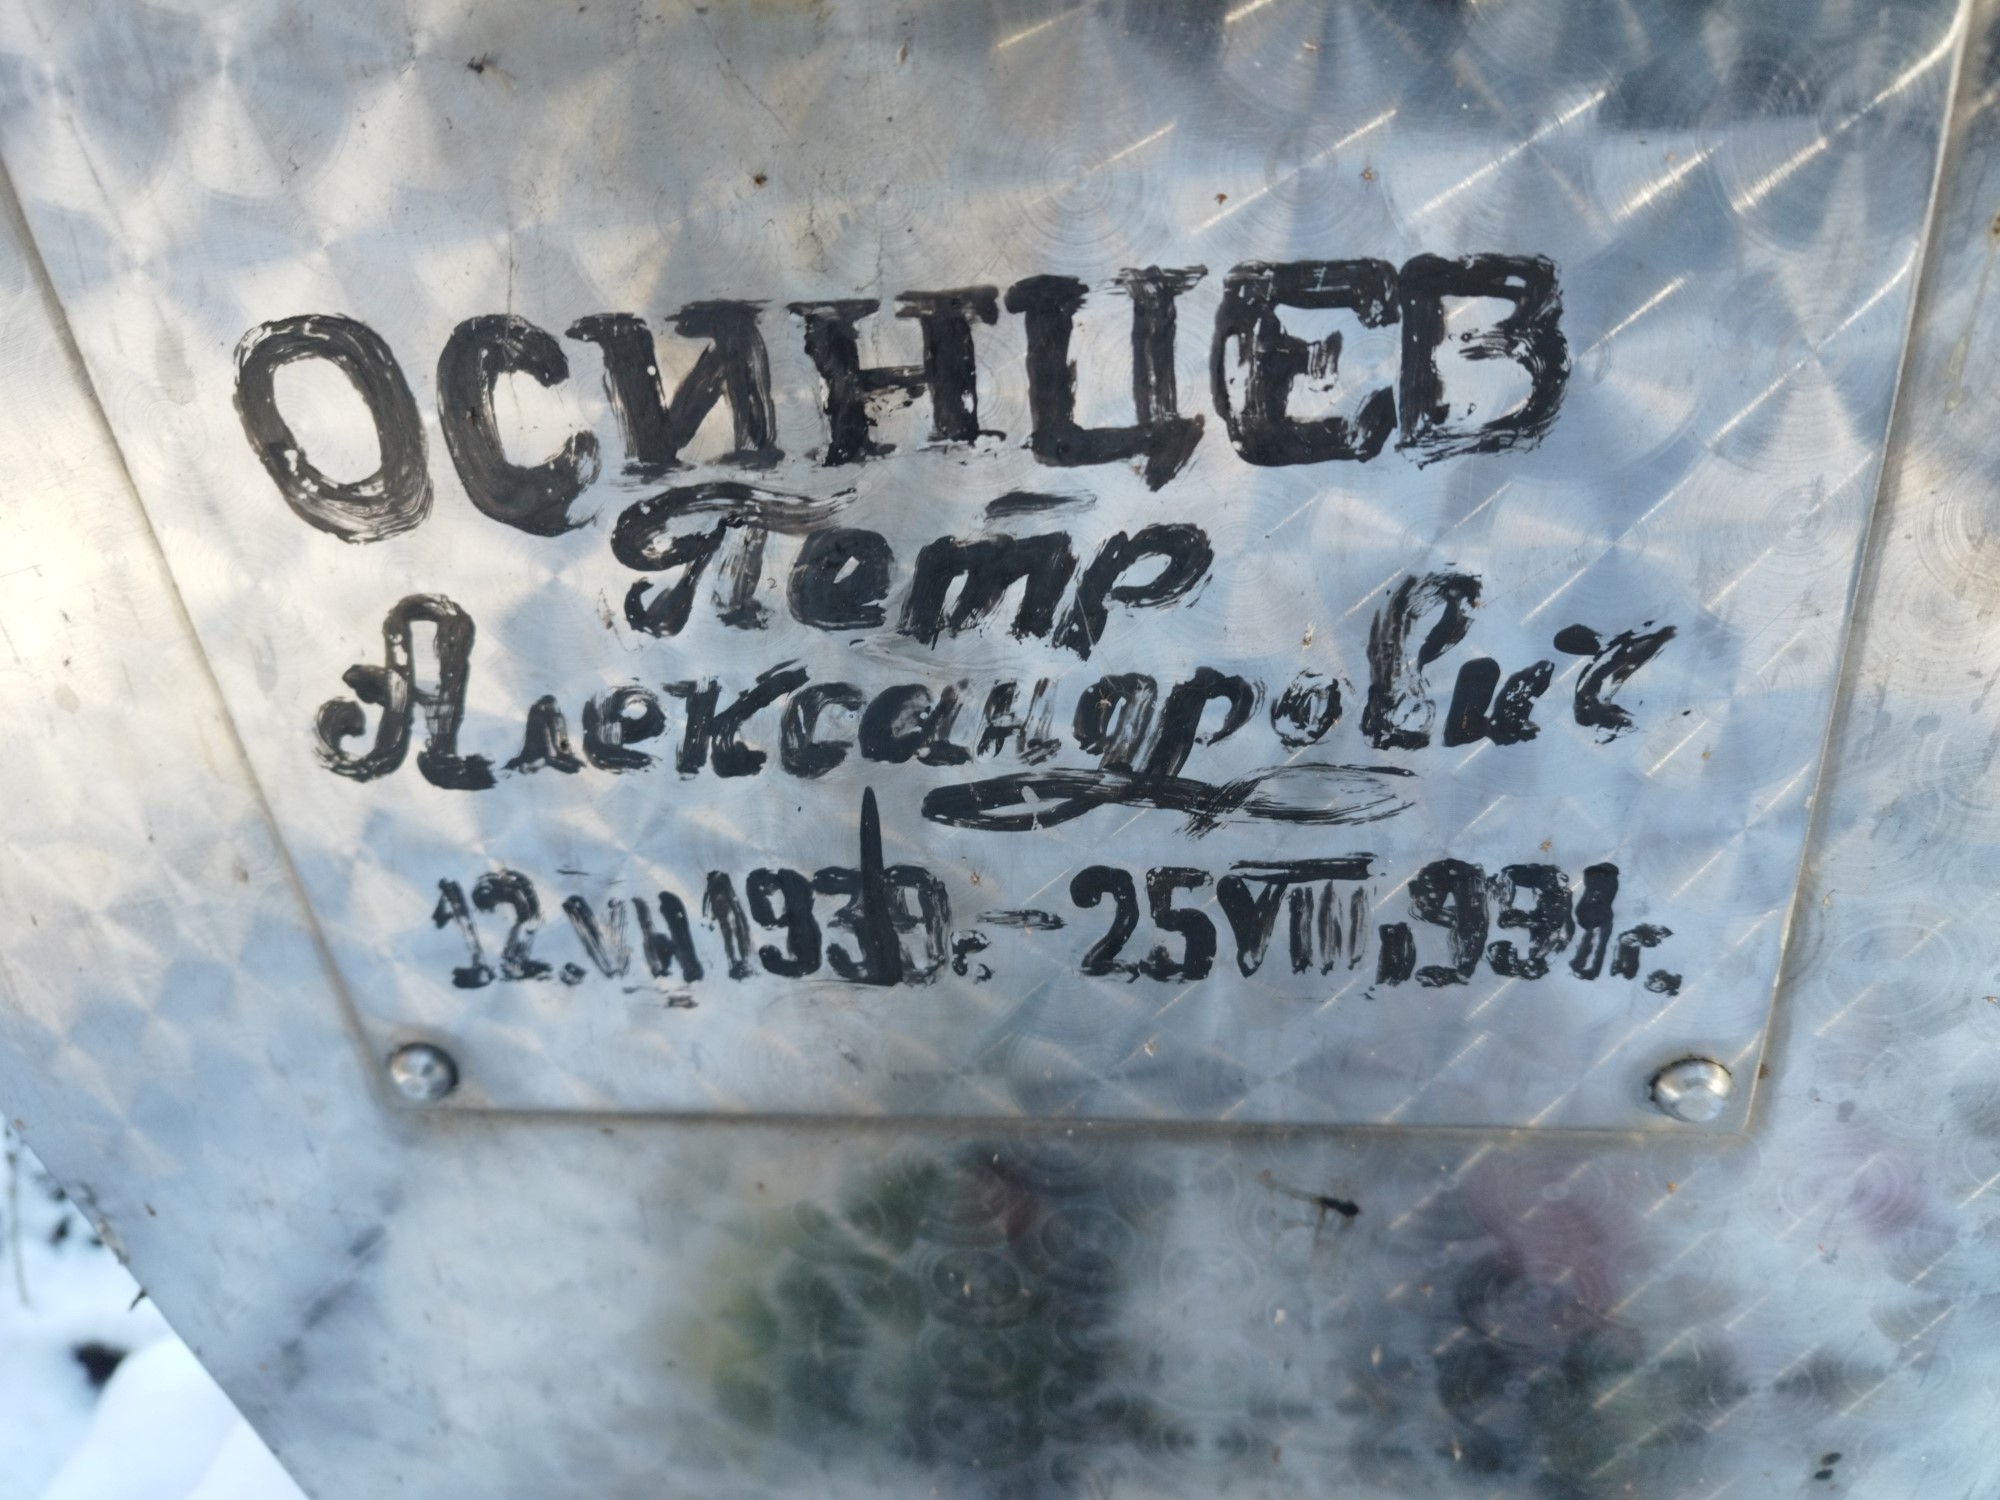 ОСИНЦЕВ
Петр
Александрович
12.VII 1939г. - 25 VIII 1991г.